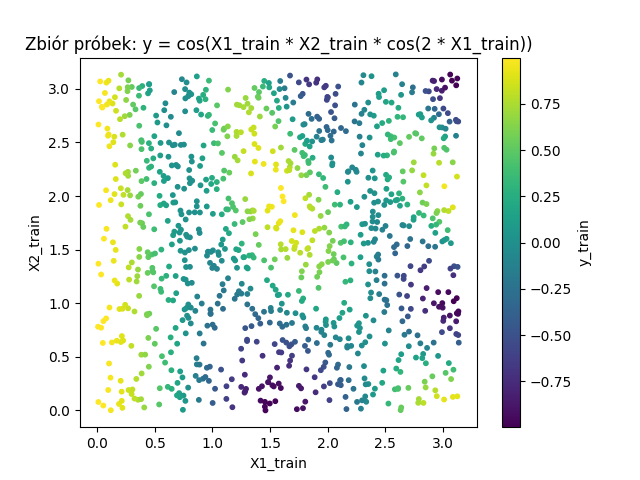 Zbiór próbek: y = cos(X1_train * X2_train * cos(2 * X1_train))
3.0
2.5
2.0
1.5
1.0
0.5
0.0
X2_train
0.0 0.5 1.0 1.5 2.0 2.5 3.0
X1_train
0.75
0.50
0.25
0.00
−0.25
−0.50
−0.75
y_train